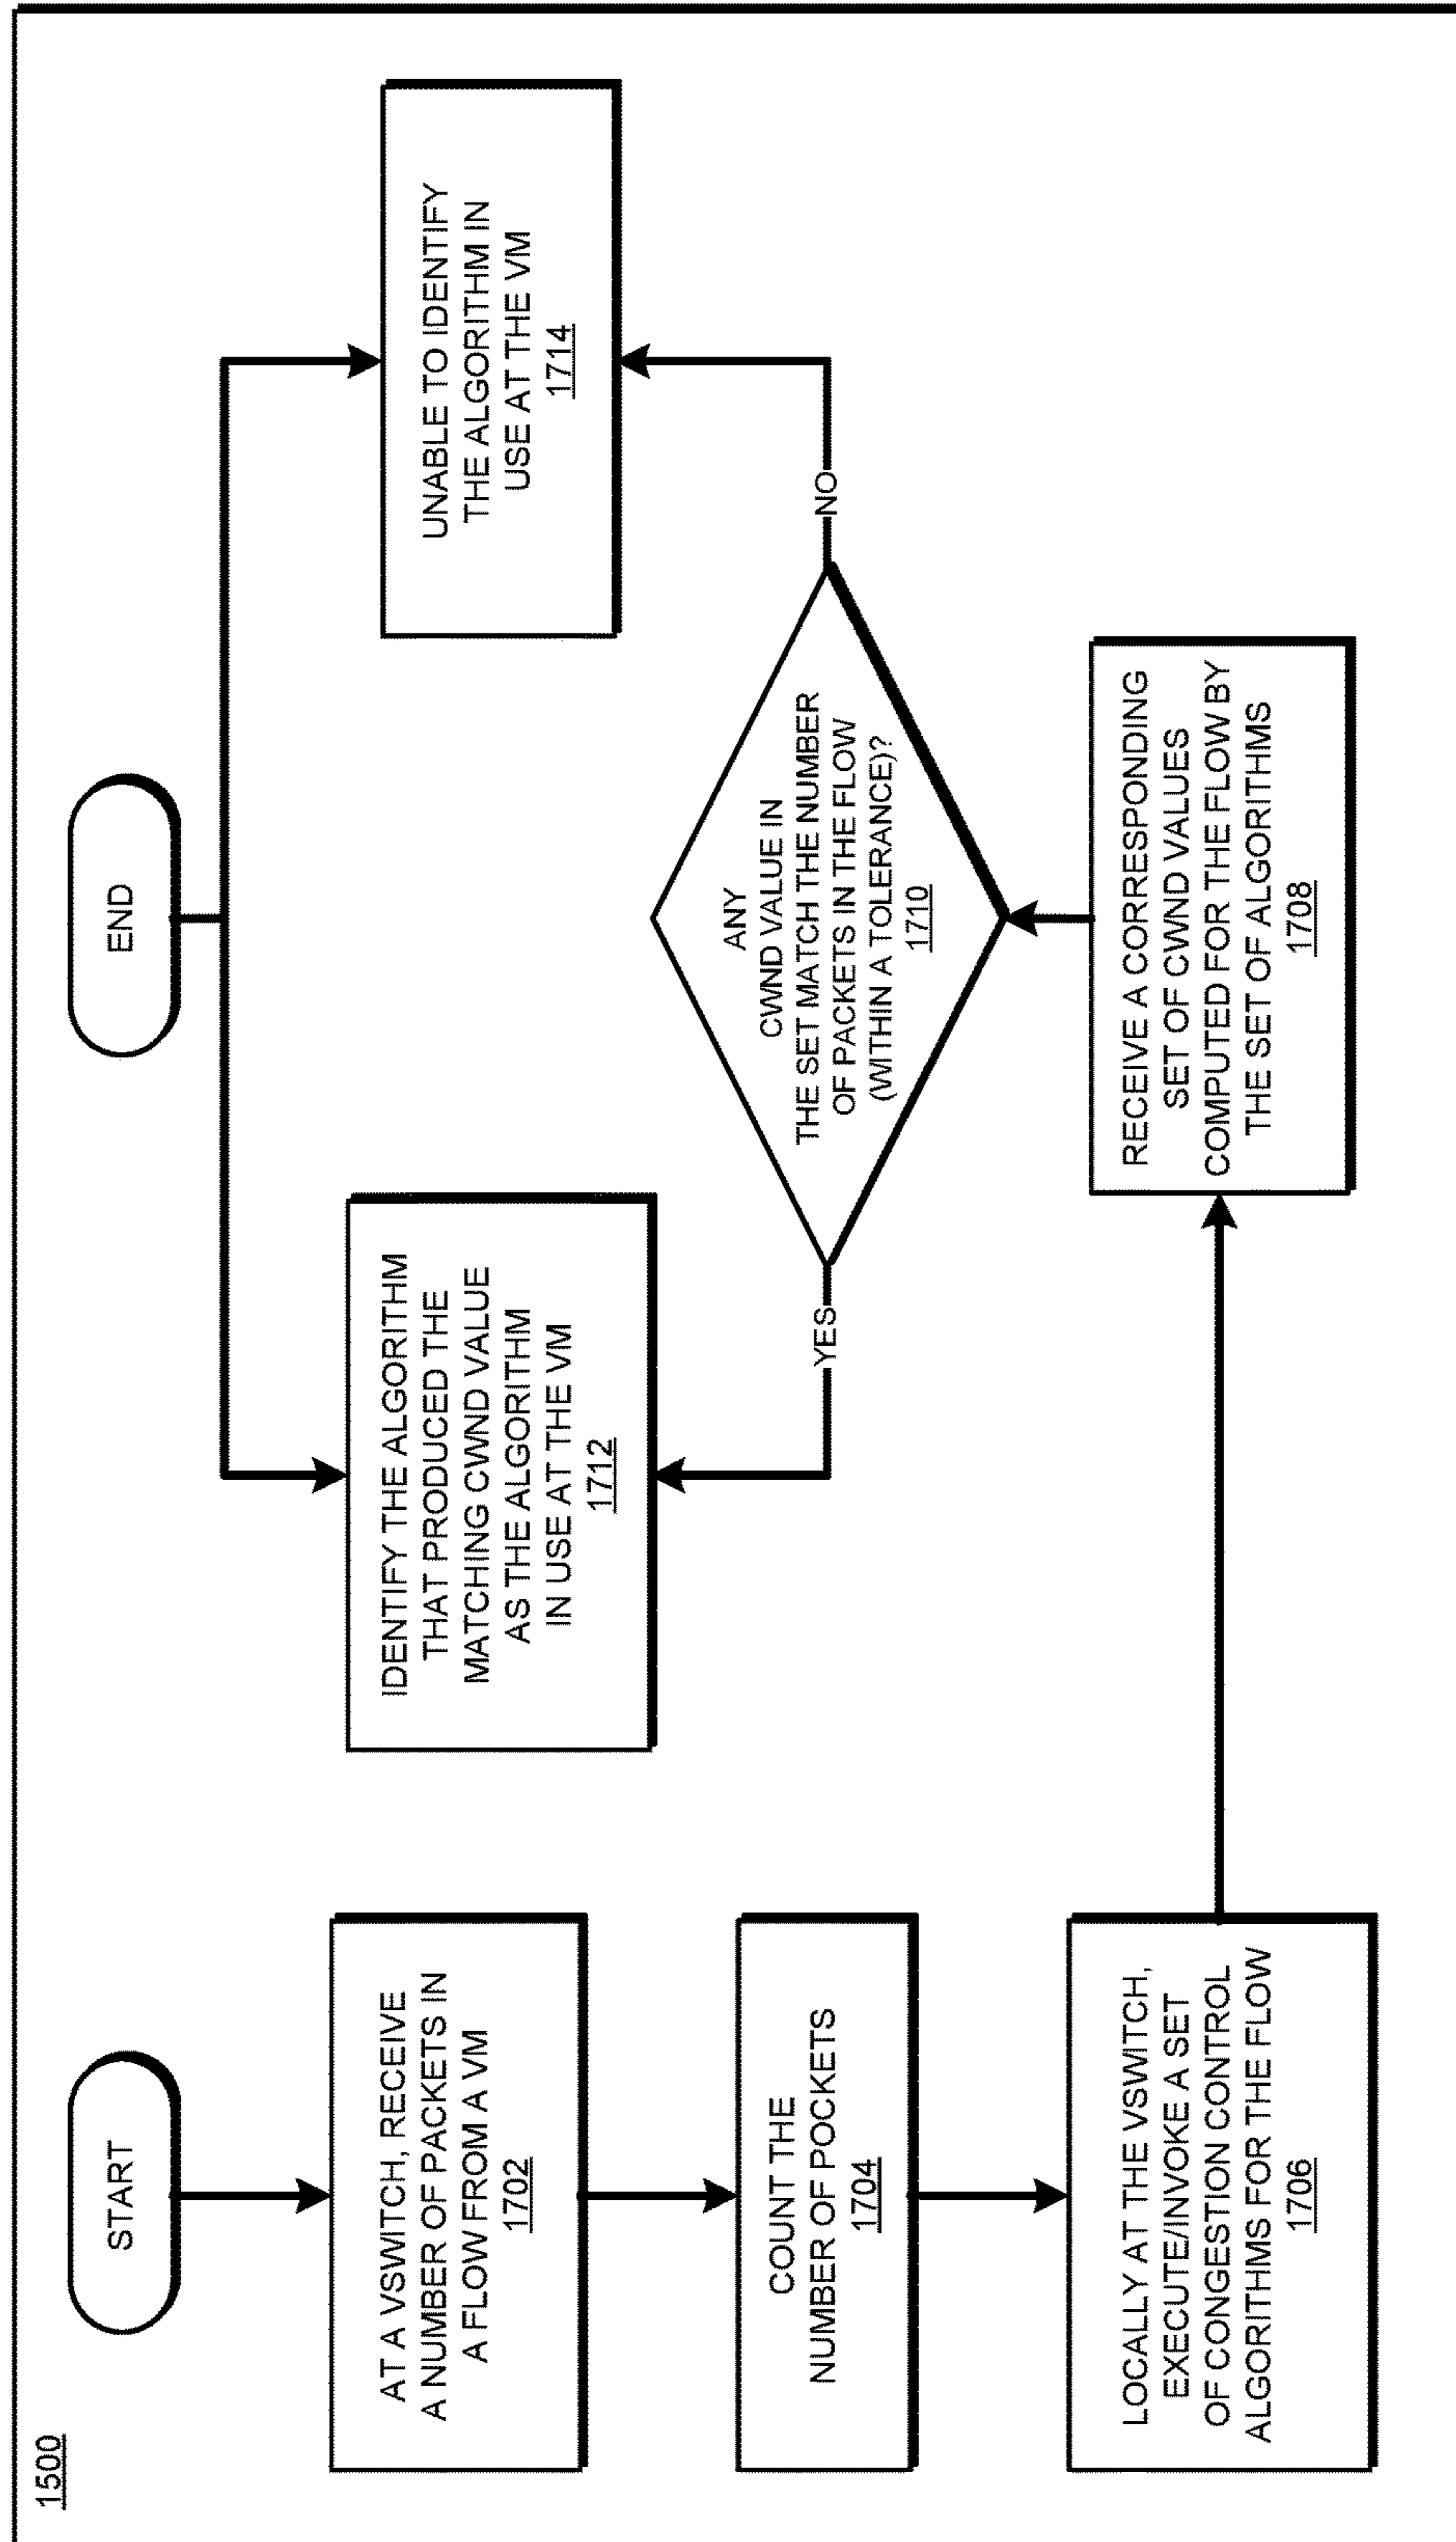 1500
START
AT A VSWITCH, RECEIVE
A NUMBER OF PACKETS IN
A FLOW FROM A VM
1702
COUNT THE
NUMBER OF POCKETS
1704
LOCALLY AT THE VSWITCH,
EXECUTE/INVOKE A SET
OF CONGESTION CONTROL
ALGORITHMS FOR THE FLOW
1706
RECEIVE A CORRESPONDING
SET OF CWND VALUES
COMPUTED FOR THE FLOW BY
THE SET OF ALGORITHMS
1708
ANY
CWND VALUE IN
THE SET MATCH THE NUMBER
OF PACKETS IN THE FLOW
(WITHIN A TOLERANCE)?
1710
YES
NO
IDENTIFY THE ALGORITHM
THAT PRODUCED THE
MATCHING CWND VALUE
AS THE ALGORITHM
IN USE AT THE VM
1712
UNABLE TO IDENTIFY
THE ALGORITHM IN
USE AT THE VM
1714
END